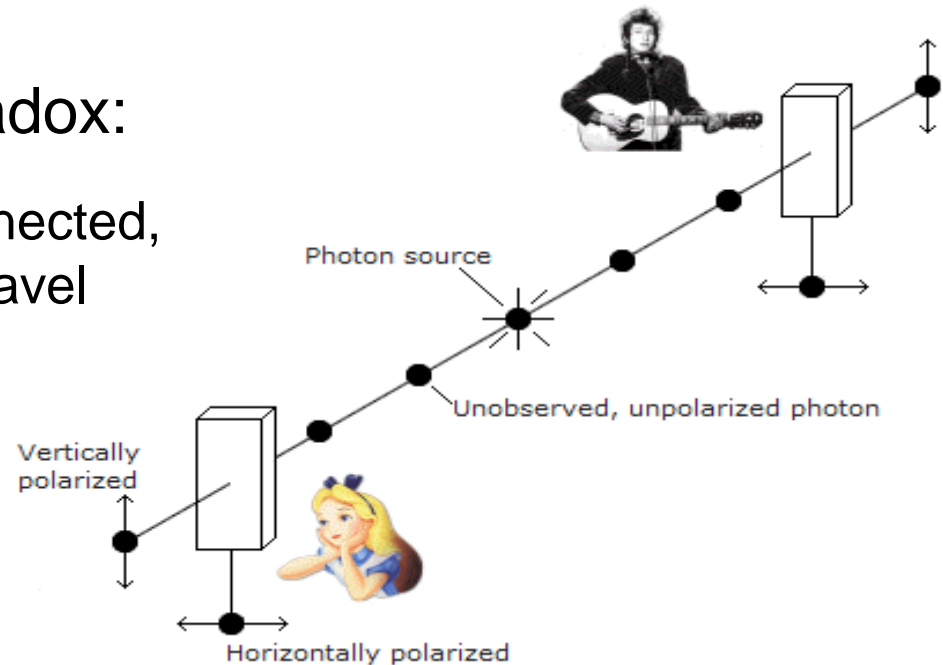 adox:
nected,
avel
Photon source
Unobserved, unpolarized photon
Vertically
polarized
Horizontally polarized